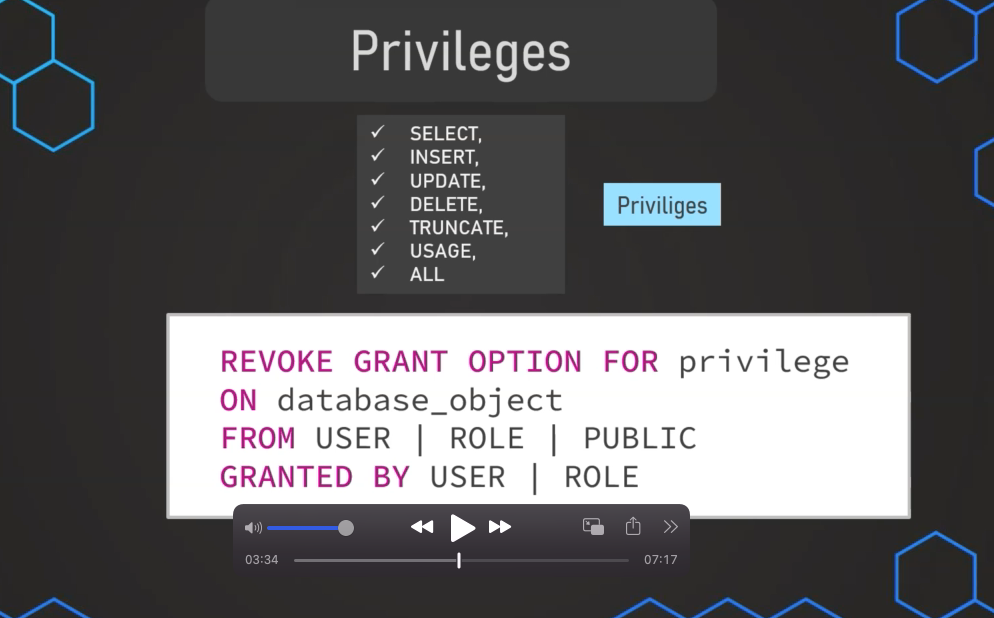 Privileges
✓ SELECT,
✓ INSERT,
✓ UPDATE,
✓ DELETE,
✓ TRUNCATE,
✓ USAGE,
✓ ALL
Priviliges
REVOKE GRANT OPTION FOR privilege
ON database_object
FROM USER | ROLE | PUBLIC
GRANTED BY USER | ROLE
03:34
07:17